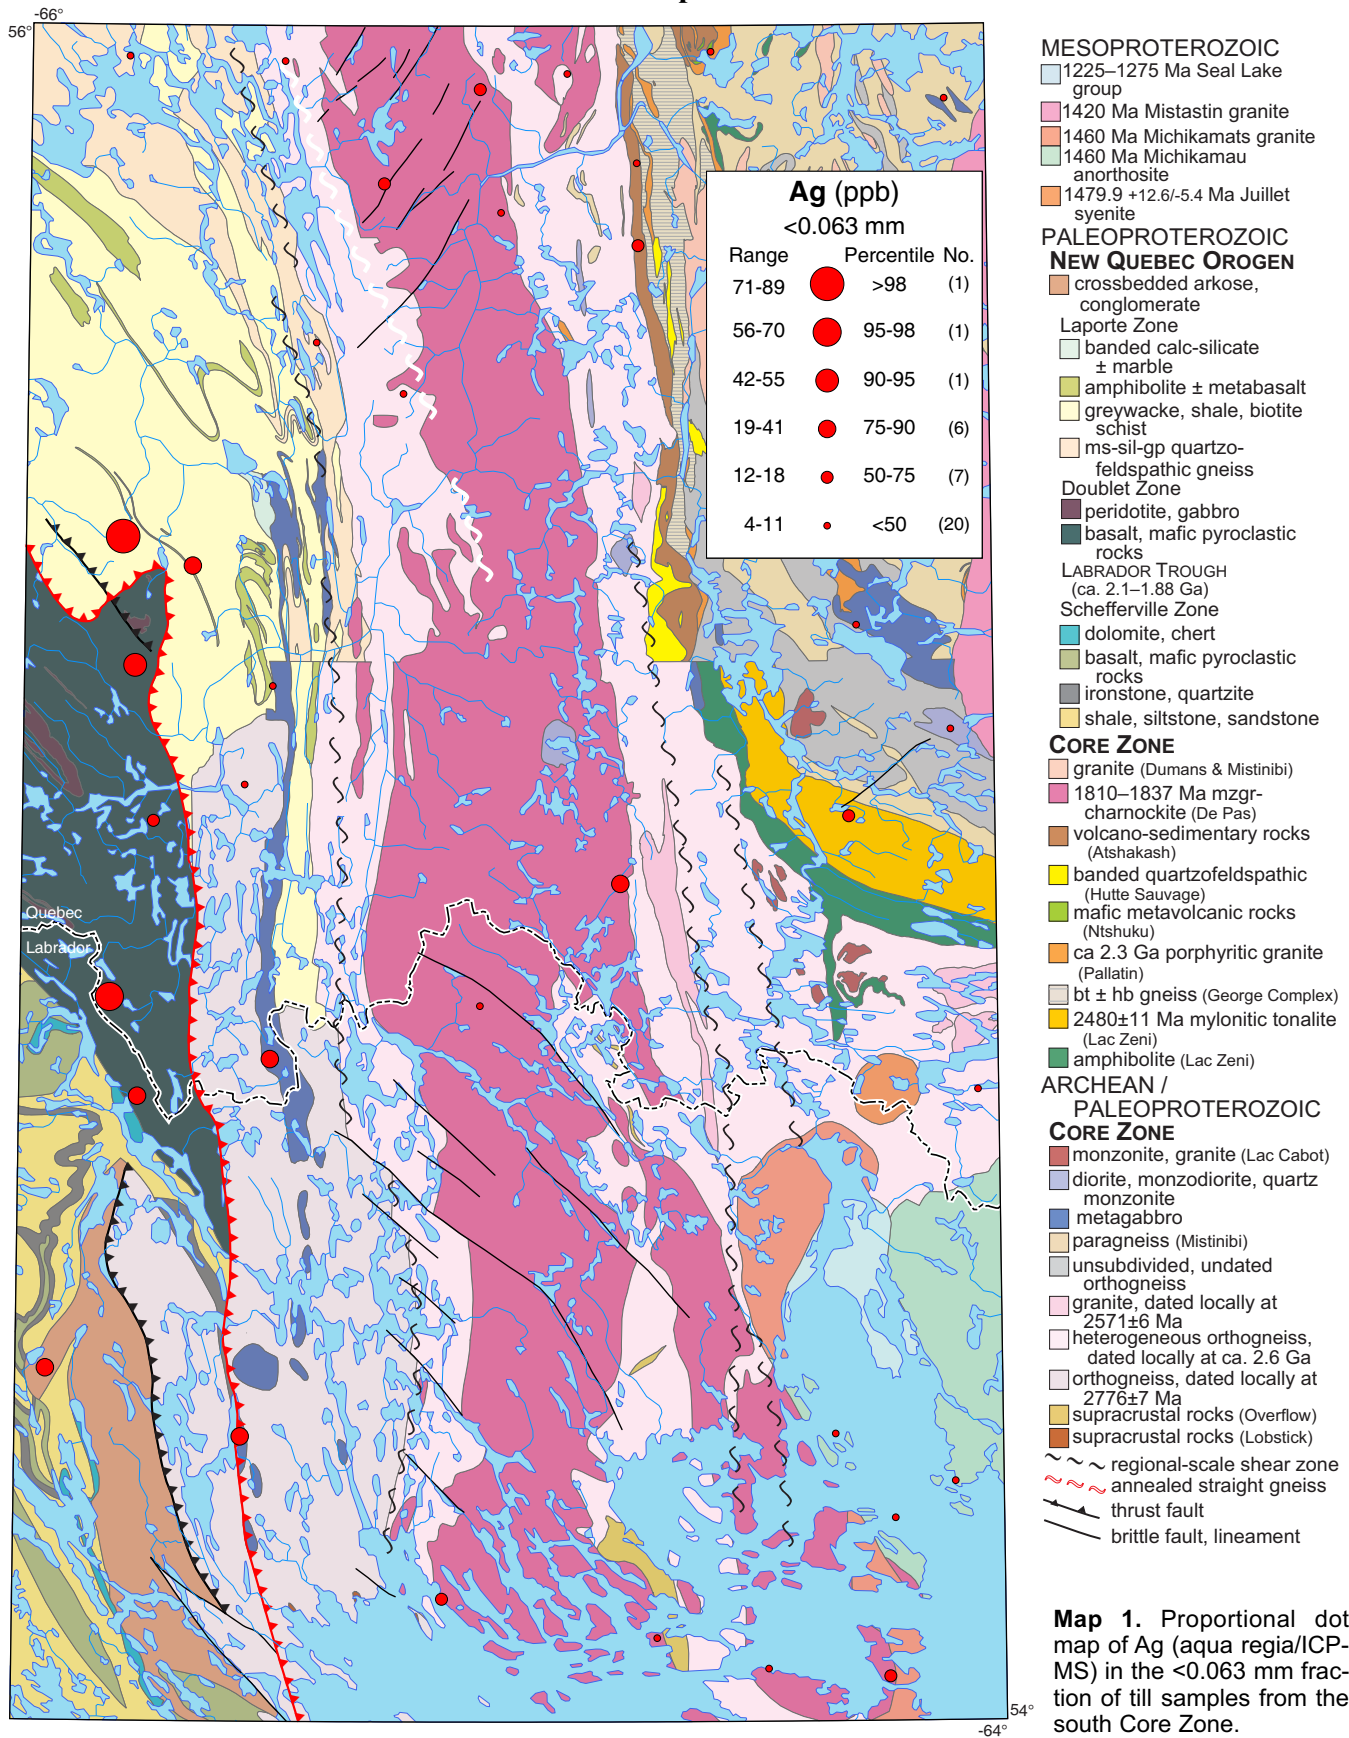 -66°
56°
Ag (ppb)
<0.063 mm
Range Percentile No.
71-89 >98 (1)
56-70 95-98 (1)
42-55 90-95 (1)
19-41 75-90 (6)
12-18 50-75 (7)
4-11 <50 (20)
Quebec
Labrador
54°
-64°
MESOPROTEROZOIC
1225–1275 Ma Seal Lake
group
1420 Ma Mistastin granite
1460 Ma Michikamats granite
1460 Ma Michikamau
anorthosite
1479.9 +12.6/-5.4 Ma Juillet
syenite
PALEOPROTEROZOIC
NEW QUEBEC OROGEN
crossbedded arkose,
conglomerate
Laporte Zone
banded calc-silicate
± marble
amphibolite ± metabasalt
greywacke, shale, biotite
schist
ms-sil-gp quartzo-
feldspathic gneiss
Doublet Zone
peridotite, gabbro
basalt, mafic pyroclastic
rocks
LABRADOR TROUGH
(ca. 2.1–1.88 Ga)
Schefferville Zone
dolomite, chert
basalt, mafic pyroclastic
rocks
ironstone, quartzite
shale, siltstone, sandstone
CORE ZONE
granite (Dumans & Mistinibi)
1810–1837 Ma mzgr-
charnockite (De Pas)
volcano-sedimentary rocks
(Atshakash)
banded quartzofeldspathic
(Hutte Sauvage)
mafic metavolcanic rocks
(Ntshuku)
ca 2.3 Ga porphyritic granite
(Pallatin)
bt ± hb gneiss (George Complex)
2480±11 Ma mylonitic tonalite
(Lac Zeni)
amphibolite (Lac Zeni)
ARCHEAN /
PALEOPROTEROZOIC
CORE ZONE
monzonite, granite (Lac Cabot)
diorite, monzodiorite, quartz
monzonite
metagabbro
paragneiss (Mistinibi)
unsubdivided, undated
orthogneiss
granite, dated locally at
2571±6 Ma
heterogeneous orthogneiss,
dated locally at ca. 2.6 Ga
orthogneiss, dated locally at
2776±7 Ma
supracrustal rocks (Overflow)
supracrustal rocks (Lobstick)
regional-scale shear zone
annealed straight gneiss
thrust fault
brittle fault, lineament
Map 1. Proportional dot
map of Ag (aqua regia/ICP-
MS) in the <0.063 mm frac-
tion of till samples from the
south Core Zone.